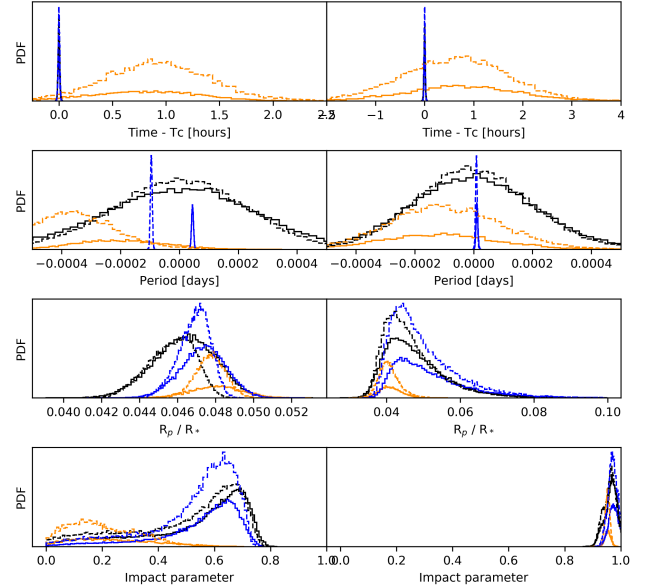 PDF
0.0 0.5 1.0 1.5 2.0 2.5
−1 0 1 2 3 4
Time - Tc [hours]
Time - Tc [hours]
PDF
−0.0004 −0.0002 0.0000 0.0002 0.0004
−0.0004 −0.0002 0.0000 0.0002 0.0004
Period [days]
Period [days]
PDF
0.040 0.042 0.044 0.046 0.048 0.050 0.052
0.04 0.06 0.08 0.10
R_p / R_*
R_p / R_*
PDF
0.0 0.2 0.4 0.6 0.8 1.0
0.0 0.2 0.4 0.6 0.8 1.0
Impact parameter
Impact parameter